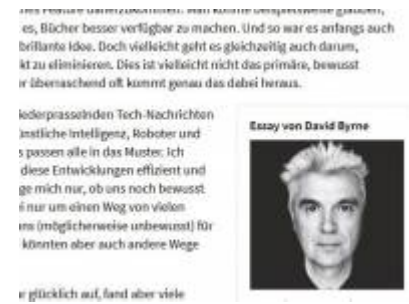 es, Bücher besser verfügbar zu machen. Und so war es anfangs auch
brillante Idee. Doch vielleicht geht es gleichzeitig auch darum,
kt zu eliminieren. Dies ist vielleicht nicht das primäre, bewusst
r überraschend oft kommt genau das dabei heraus.
iederprasselnden Tech-Nachrichten
ünstliche Intelligenz, Roboter und
s passen alle in das Muster: Ich
diese Entwicklungen effizient und
ge mich nur, ob uns noch bewusst
i nur um einen Weg von vielen
ns (möglicherweise unbewusst) für
könnten aber auch andere Wege
Essay von David Byrne
r glücklich auf, fand aber viele